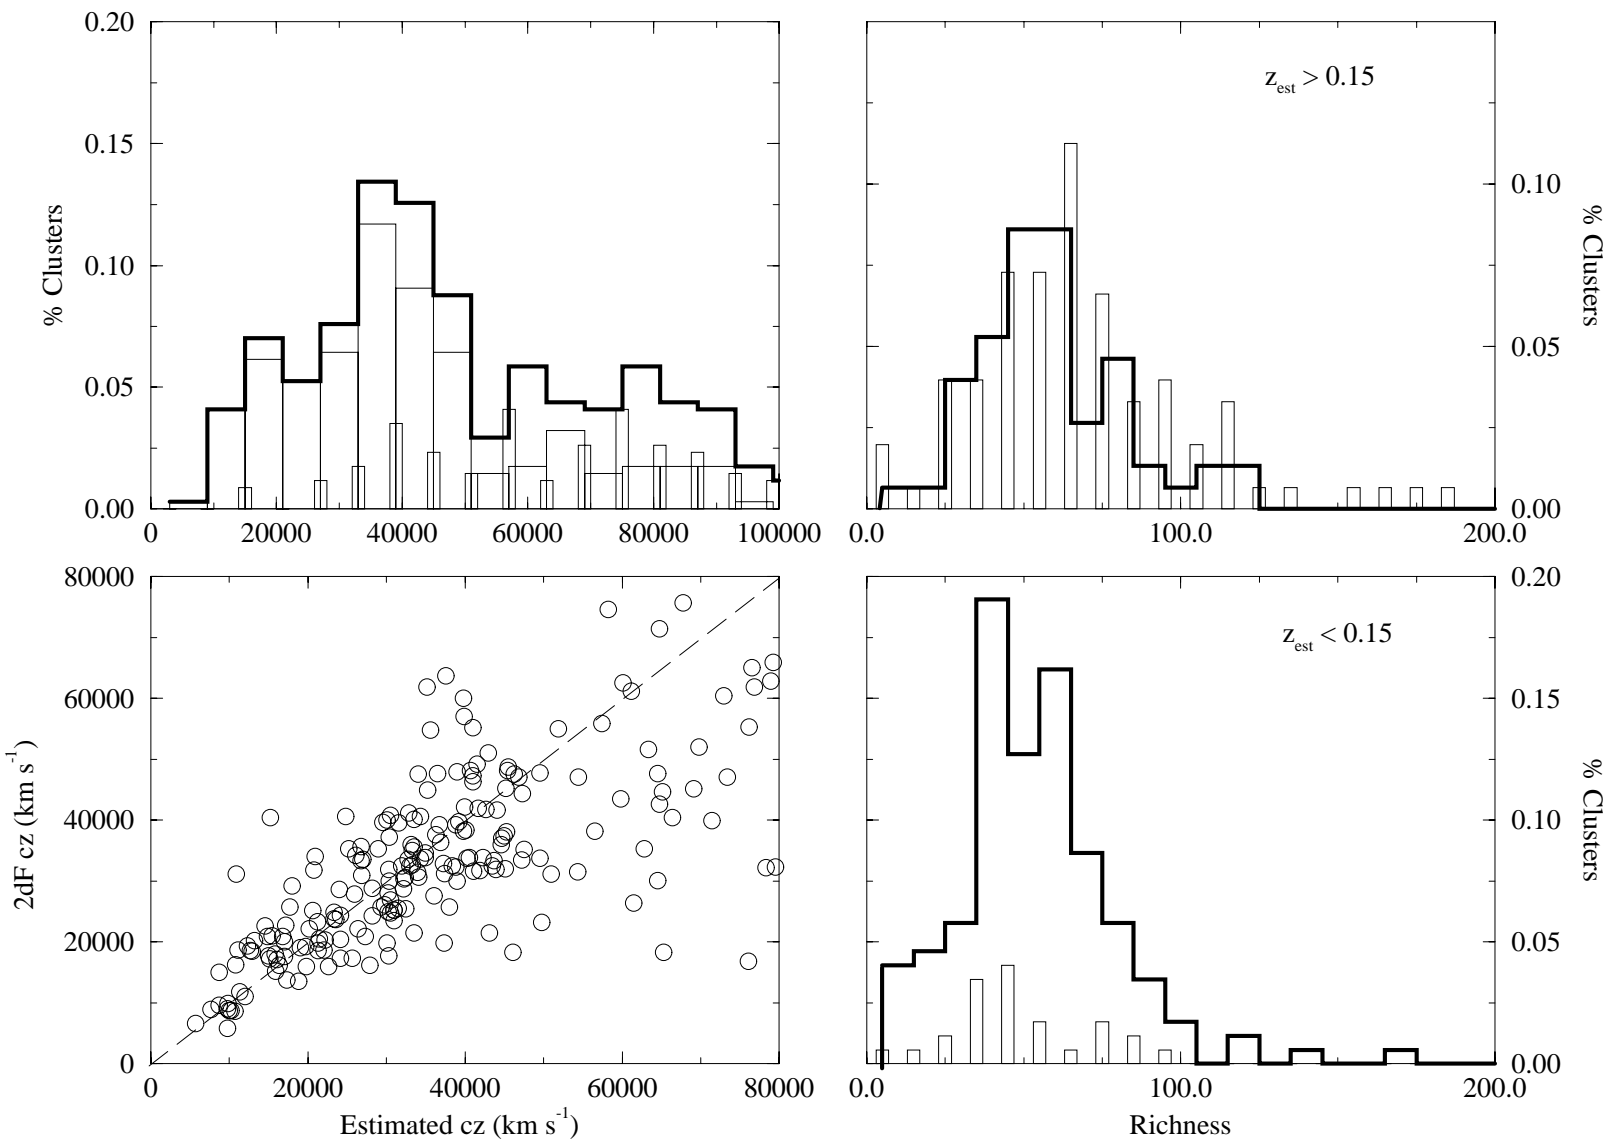 0.20
0.15
0.10
0.05
0.00
% Clusters
0 20000 40000 60000 80000 100000
z_est > 0.15
0.10
0.05
0.00
% Clusters
0.0 100.0 200.0
80000
60000
40000
20000
0
2dF cz (km s^-1)
0 20000 40000 60000 80000
Estimated cz (km s^-1)
z_est < 0.15
0.20
0.15
0.10
0.05
0.00
% Clusters
0.0 100.0 200.0
Richness